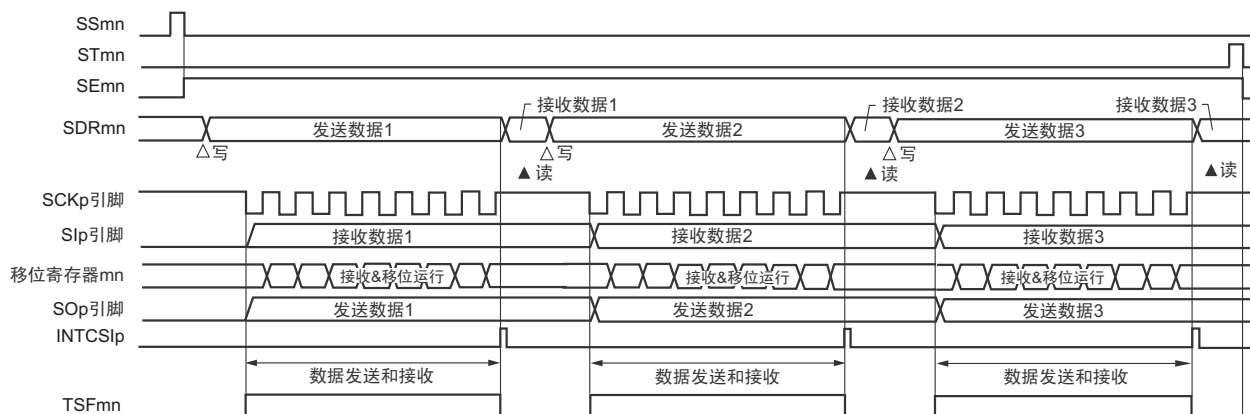 SSmn
STmn
SEmn
接收数据1 接收数据2 接收数据3
SDRmn 发送数据1 发送数据2 发送数据3
△写 △写 △写
▲读 ▲读 ▲读
SCKp引脚
SIp引脚 接收数据1 接收数据2 接收数据3
移位寄存器mn 接收&移位运行 接收&移位运行 接收&移位运行
SOp引脚 发送数据1 发送数据2 发送数据3
INTCSIp
数据发送和接收 数据发送和接收 数据发送和接收
TSFmn